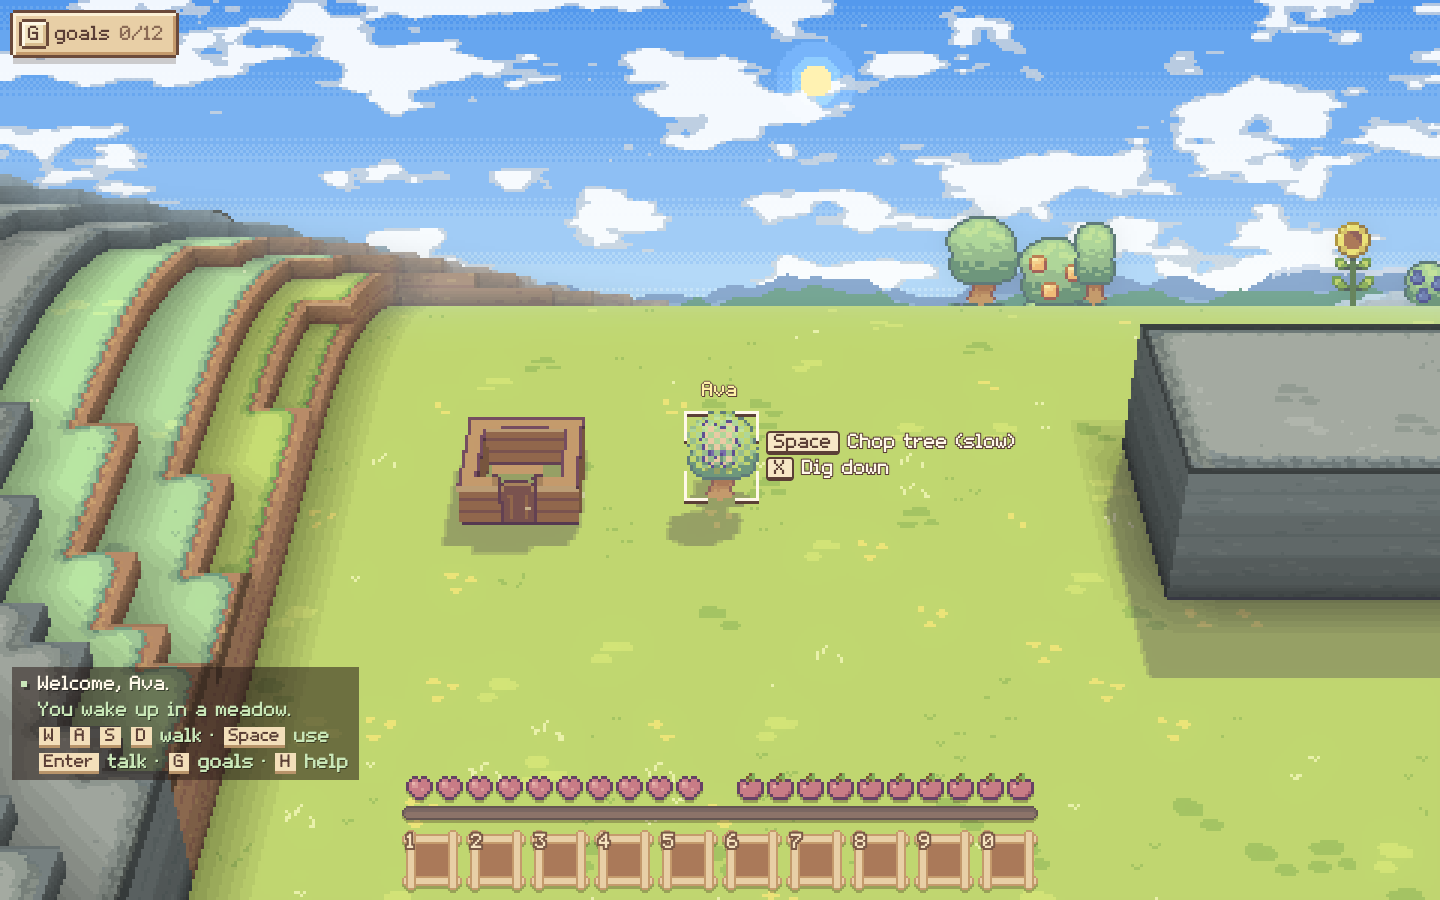 G goals 0/12
Ava
Space Chop tree (slow)
X Dig down
Welcome, Ava.
You wake up in a meadow.
W A S D walk · Space use
Enter talk · G goals · H help
1 2 3 4 5 6 7 8 9 0